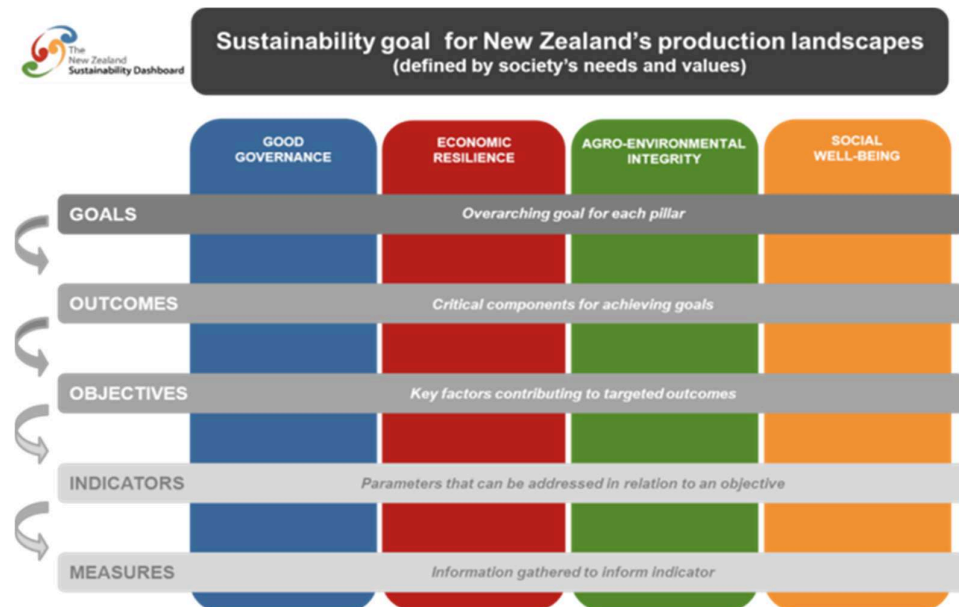 The
New Zealand
Sustainability Dashboard
Sustainability goal for New Zealand's production landscapes
(defined by society's needs and values)
GOOD
GOVERNANCE
ECONOMIC
RESILIENCE
AGRO-ENVIRONMENTAL
INTEGRITY
SOCIAL
WELL-BEING
GOALS
Overarching goal for each pillar
OUTCOMES
Critical components for achieving goals
OBJECTIVES
Key factors contributing to targeted outcomes
INDICATORS
Parameters that can be addressed in relation to an objective
MEASURES
Information gathered to inform indicator